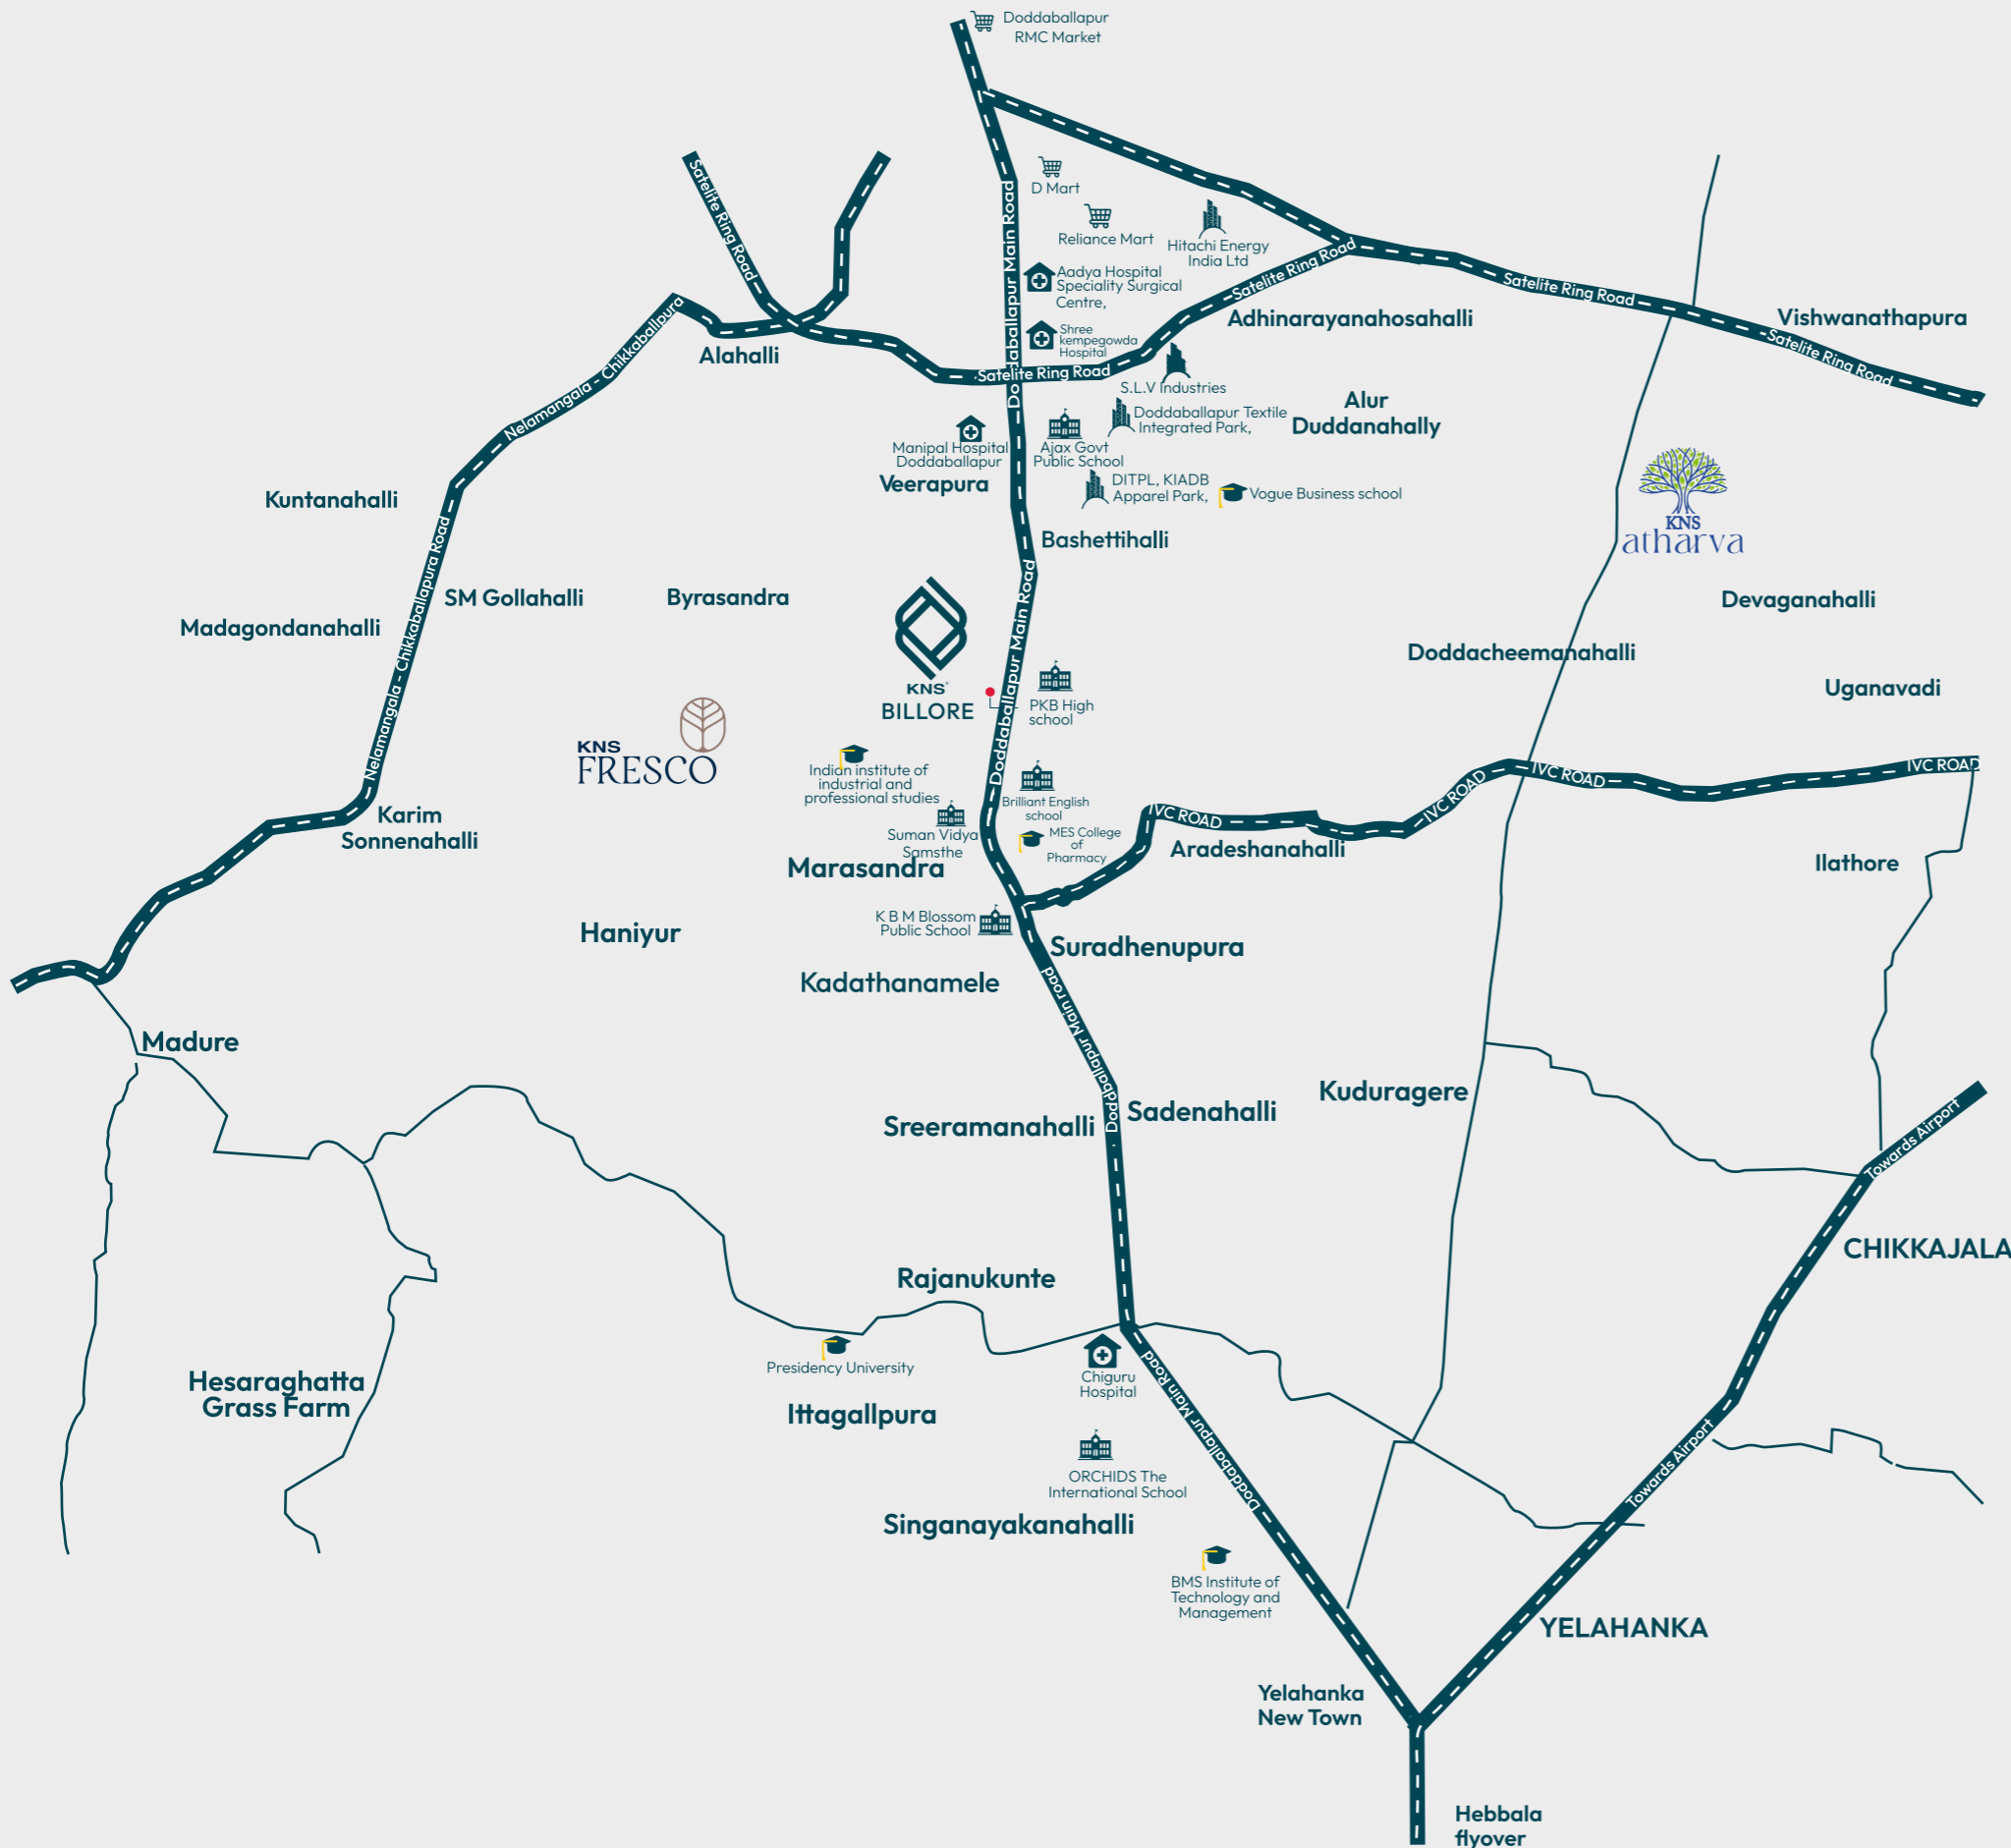 Doddaballapur
RMC Market
Satelite Ring Road
D Mart
Doddaballapur Main Road
Reliance Mart
Hitachi Energy
India Ltd
Satelite Ring Road
Aadya Hospital
Speciality Surgical
Centre,
Satelite Ring Road
Adhinarayanahosahalli
Vishwanathapura
Satelite Ring Road
Shree
kempegowda
Hospital
Nelamangala - Chikkaballpura
Alahalli
Satelite Ring Road
S.L.V Industries
Alur
Duddanahally
Doddaballapur Textile
Integrated Park,
Manipal Hospital
Doddaballapur
Ajax Govt
Public School
Veerapura
DITPL, KIADB
Apparel Park,
Vogue Business school
Kuntanahalli
KNS
atharva
Bashettihalli
Nelamangala - Chikkaballapura Road
SM Gollahalli
Byrasandra
Devaganahalli
Madagondanahalli
Doddacheemanahalli
Doddaballapur Main Road
KNS
BILLORE
Uganavadi
PKB High
school
KNS
FRESCO
Indian institute of
industrial and
professional studies
Brilliant English
school
IVC ROAD
IVC ROAD
IVC ROAD
IVC ROAD
Karim
Sonnenahalli
Suman Vidya
Samsthe
MES College
of
Pharmacy
Aradeshanahalli
Marasandra
Ilathore
K B M Blossom
Public School
Haniyur
Suradhenupura
Kadathanamele
Doddballapur Main road
Madure
Kuduragere
Sadenahalli
Sreeramanahalli
Towards Airport
CHIKKAJALA
Rajanukunte
Presidency University
Chiguru
Hospital
Hesaraghatta
Grass Farm
Ittagallpura
Doddaballapur Main Road
Towards Airport
ORCHIDS The
International School
Singanayakanahalli
BMS Institute of
Technology and
Management
YELAHANKA
Yelahanka
New Town
Hebbala
flyover